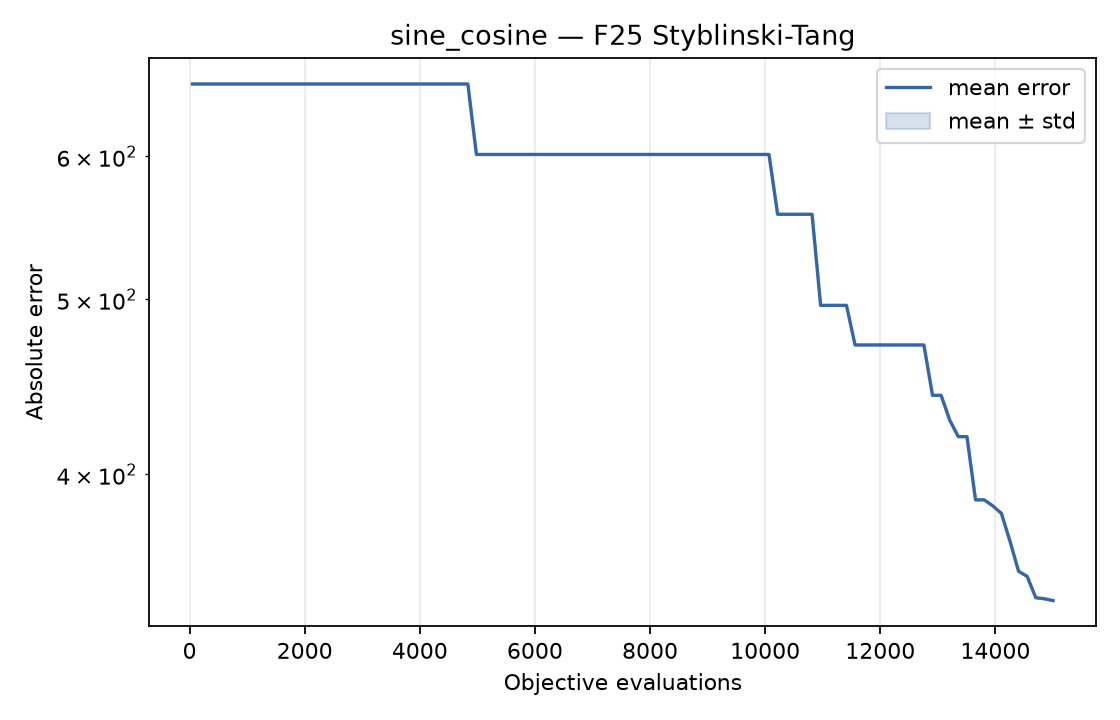 sine_cosine — F25 Styblinski-Tang
mean error
mean ± std
Absolute error
6 × 10²
5 × 10²
4 × 10²
0 2000 4000 6000 8000 10000 12000 14000
Objective evaluations